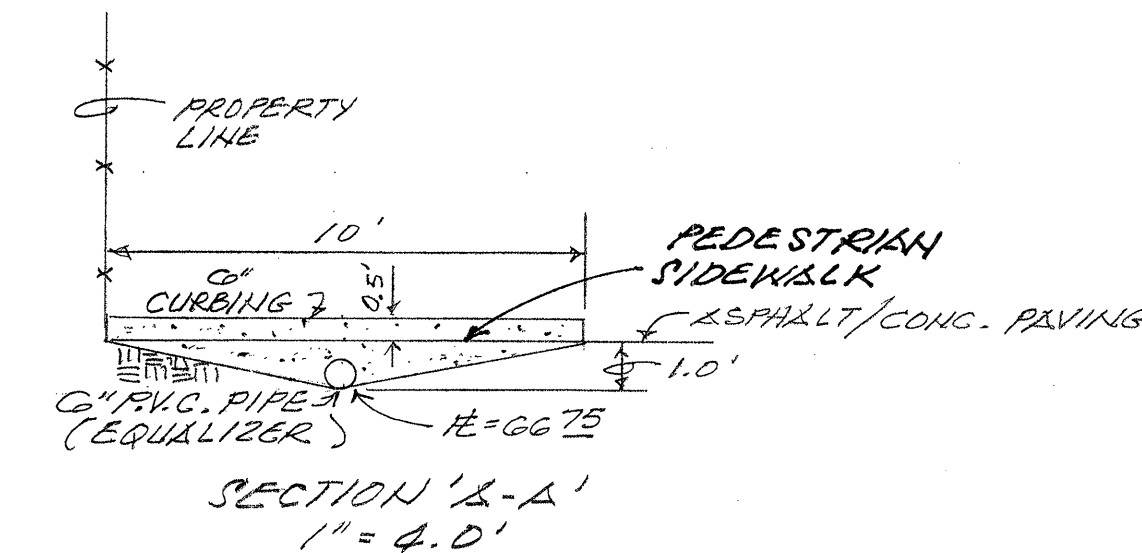 PROPERTY
LINE
10'
PEDESTRIAN
SIDEWALK
6"
CURBING
0.5'
ASPHALT/CONC. PAVING
1.0'
6" P.V.C. PIPE
(EQUALIZER)
=66 75
SECTION 'A-A'
1" = 4.0'